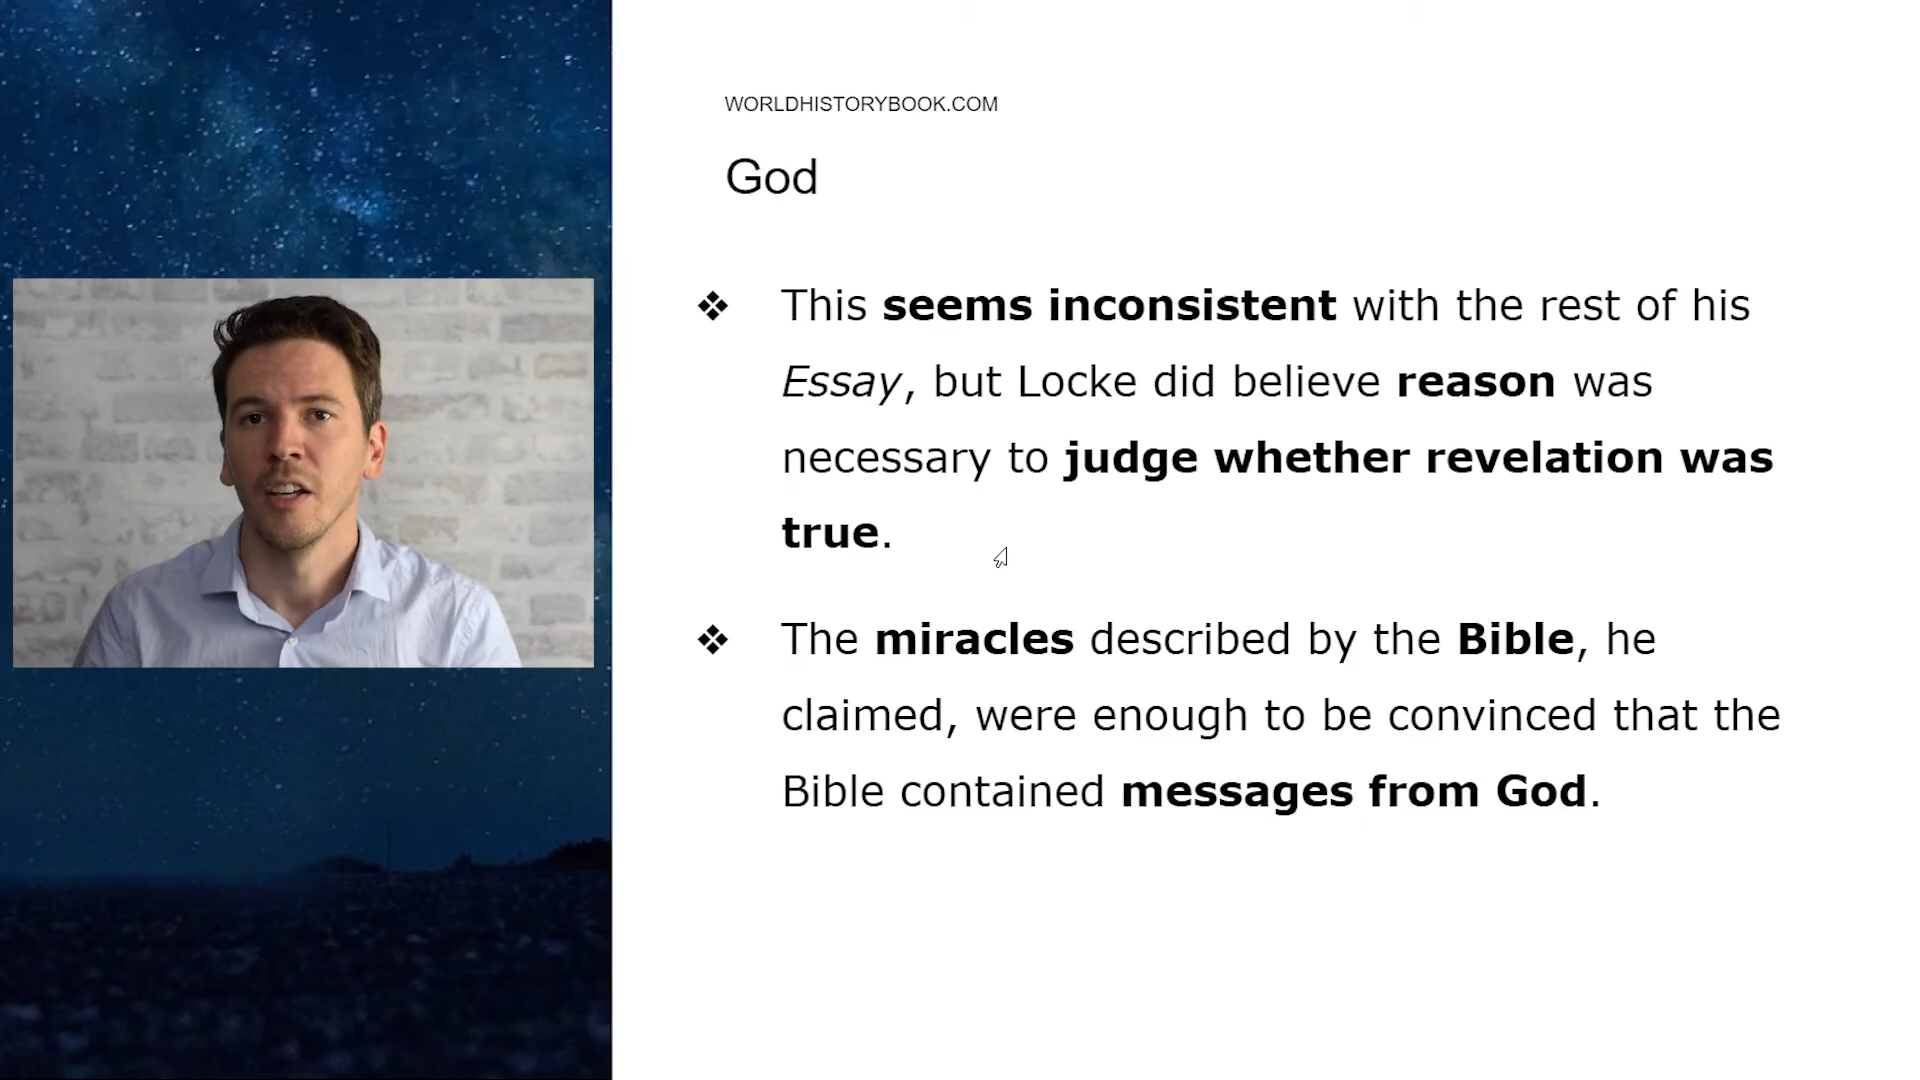 WORLDHISTORYBOOK.COM
God
❖ This seems inconsistent with the rest of his
Essay, but Locke did believe reason was
necessary to judge whether revelation was
true.
❖ The miracles described by the Bible, he
claimed, were enough to be convinced that the
Bible contained messages from God.